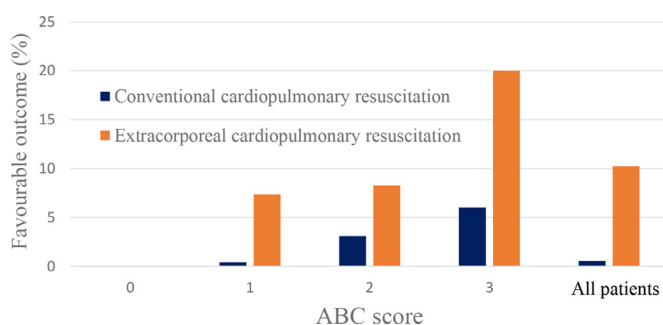 25
20
15
10
5
0
Favourable outcome (%)
Conventional cardiopulmonary resuscitation
Extracorporeal cardiopulmonary resuscitation
0 1 2 3 All patients
ABC score